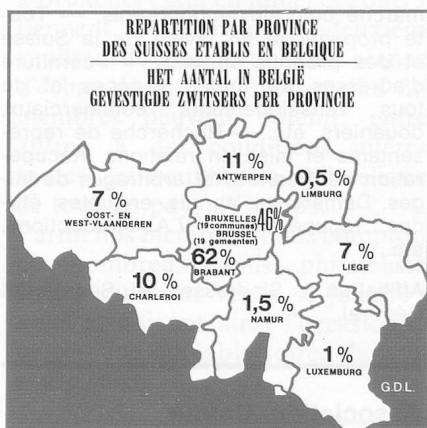 REPARTITION PAR PROVINCE
DES SUISSES ETABLIS EN BELGIQUE
HET AANTAL IN BELGIË
GEVESTIGDE ZWITSERS PER PROVINCIE
11 %
ANTWERPEN
0,5 %
LIMBURG
7 %
OOST- EN
WEST-VLAANDEREN
BRUXELLES
(19 communes)
BRUSSEL
(19 gemeenten)
46%
62 %
BRABANT
7 %
LIEGE
10 %
CHARLEROI
1,5 %
NAMUR
1 %
LUXEMBURG
G.D.L.